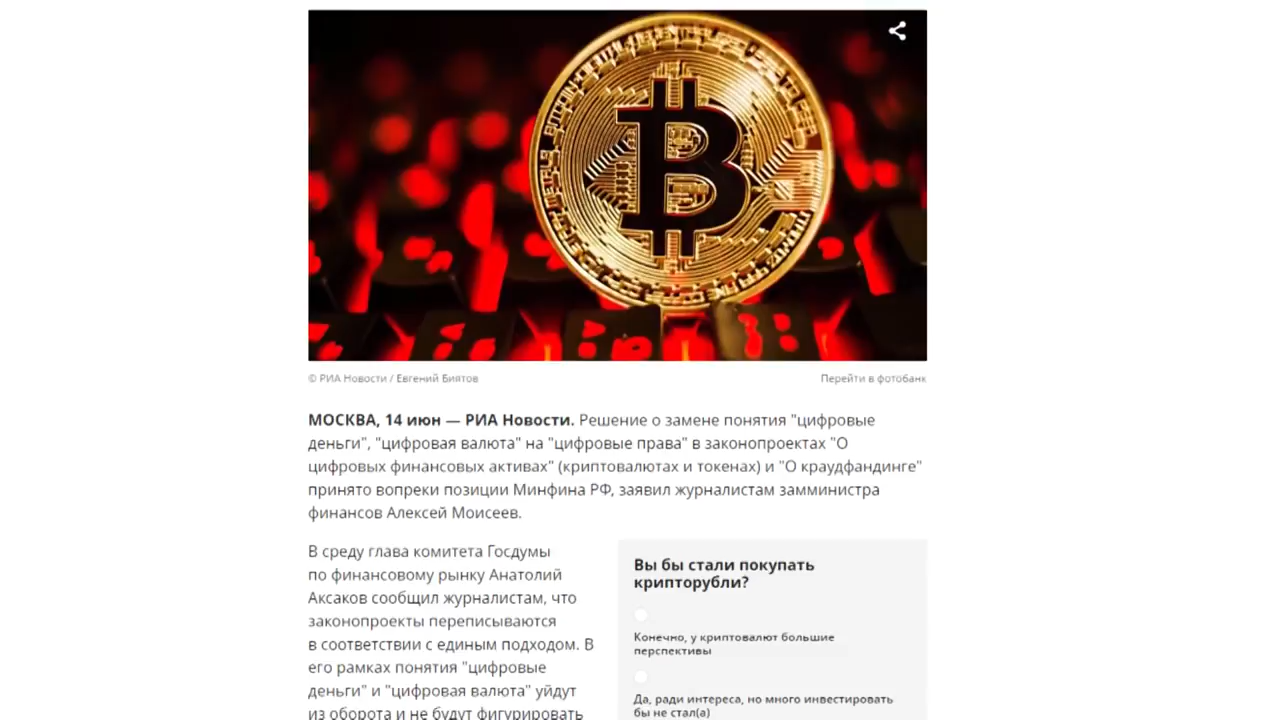 © РИА Новости / Евгений Биятов
Перейти в фотобанк
МОСКВА, 14 июн — РИА Новости. Решение о замене понятия "цифровые
деньги", "цифровая валюта" на "цифровые права" в законопроектах "О
цифровых финансовых активах" (криптовалютах и токенах) и "О краудфандинге"
принято вопреки позиции Минфина РФ, заявил журналистам замминистра
финансов Алексей Моисеев.
В среду глава комитета Госдумы
по финансовому рынку Анатолий
Аксаков сообщил журналистам, что
законопроекты переписываются
в соответствии с единым подходом. В
его рамках понятия "цифровые
деньги" и "цифровая валюта" уйдут
из оборота и не будут фигурировать
Вы бы стали покупать
крипторубли?
Конечно, у криптовалют большие
перспективы
Да, ради интереса, но много инвестировать
бы не стал(а)